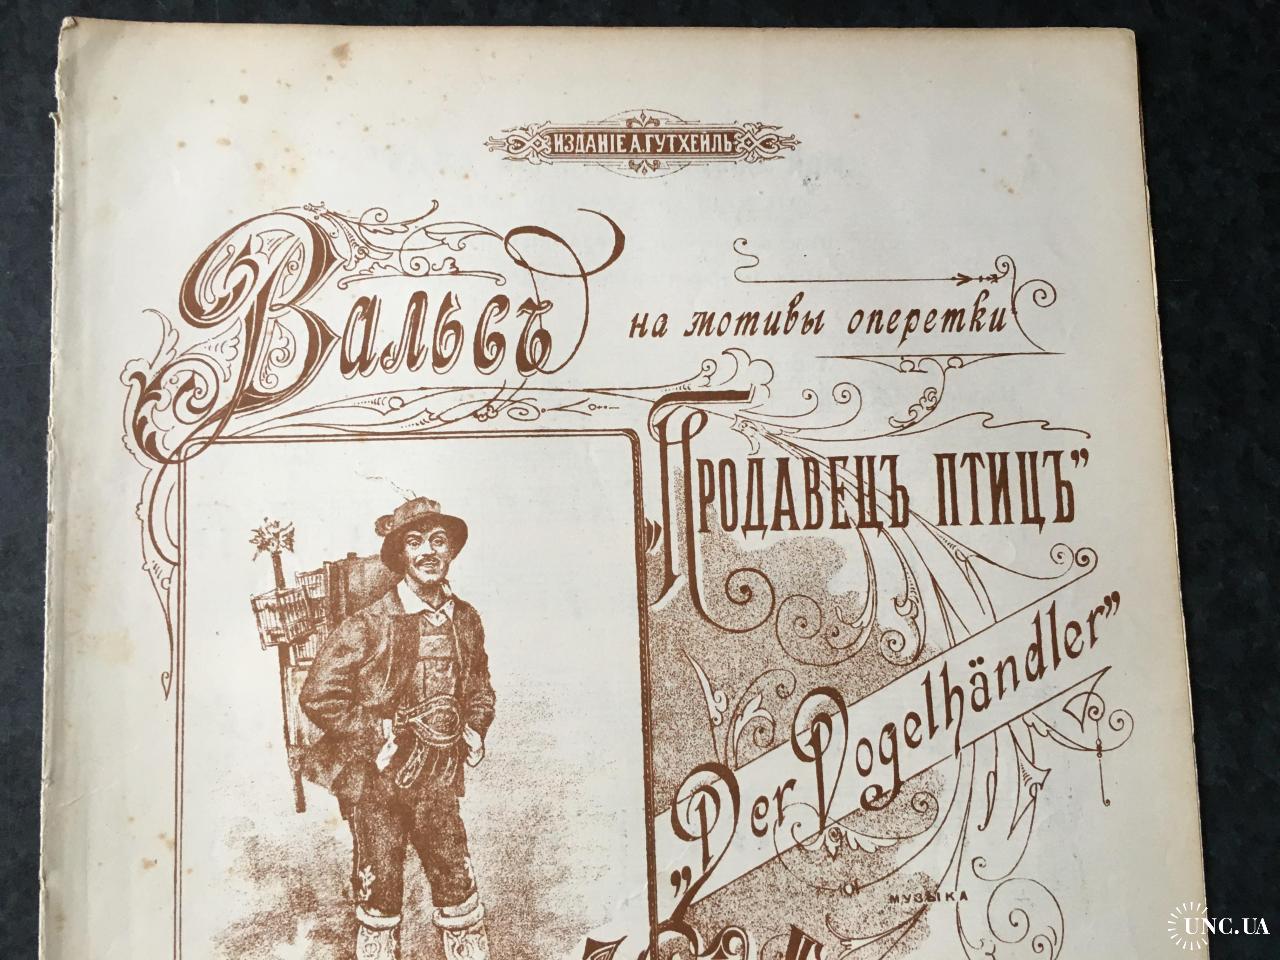 ИЗДАНІЕ А. ГУТХЕЙЛЬ
Вальсъ
на мотивы оперетки
„ПРОДАВЕЦЪ ПТИЦЪ”
„Der Vogelhändler”
МУЗЫКА
UNC.UA